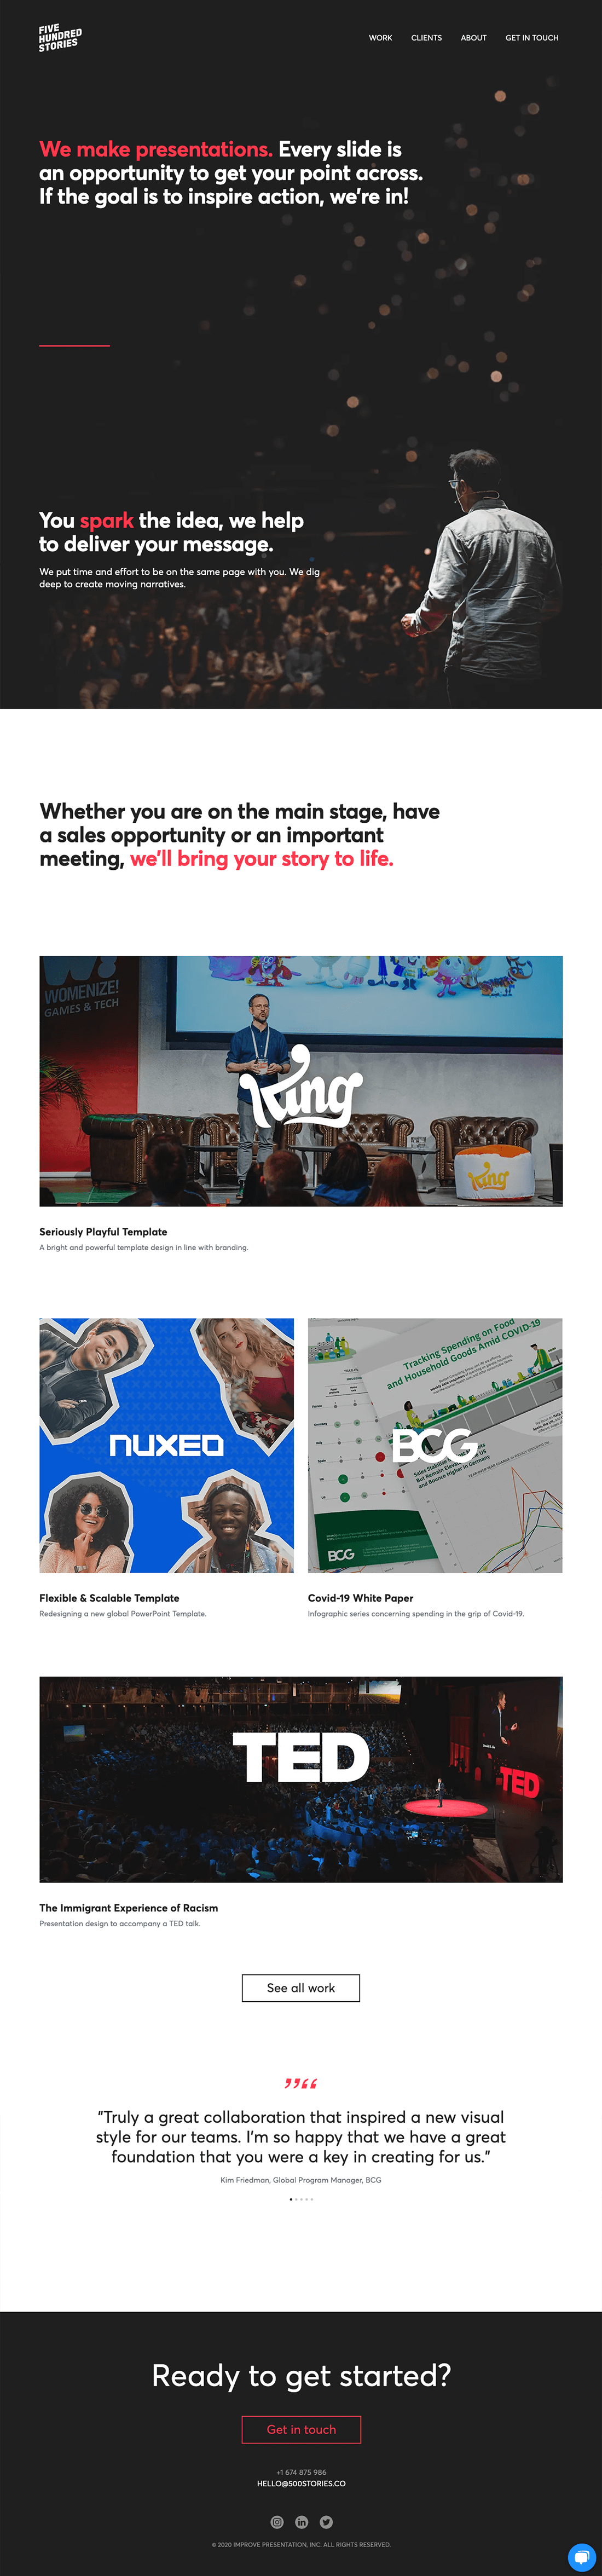 FIVE
HUNDRED
STORIES
WORK CLIENTS ABOUT GET IN TOUCH
We make presentations. Every slide is
an opportunity to get your point across.
If the goal is to inspire action, we're in!
You spark the idea, we help
to deliver your message.
We put time and effort to be on the same page with you. We dig
deep to create moving narratives.
Whether you are on the main stage, have
a sales opportunity or an important
meeting, we'll bring your story to life.
WOMENIZE!
GAMES & TECH
King
King
Seriously Playful Template
A bright and powerful template design in line with branding.
NUXEO
Tracking Spending on Food
and Household Goods Amid COVID-19
BCG
BCG
Flexible & Scalable Template
Redesigning a new global PowerPoint Template.
Covid-19 White Paper
Infographic series concerning spending in the grip of Covid-19.
TED
TED
The Immigrant Experience of Racism
Presentation design to accompany a TED talk.
See all work
"Truly a great collaboration that inspired a new visual
style for our teams. I'm so happy that we have a great
foundation that you were a key in creating for us."
Kim Friedman, Global Program Manager, BCG
Ready to get started?
Get in touch
+1 674 875 986
HELLO@500STORIES.CO
© 2020 IMPROVE PRESENTATION, INC. ALL RIGHTS RESERVED.